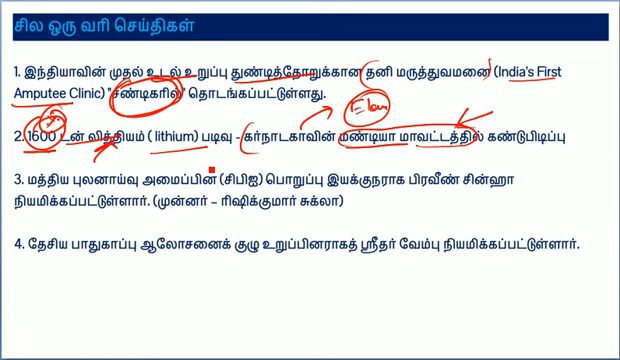 சில ஒரு வரி செய்திகள்
1. இந்தியாவின் முதல் உடல் உறுப்பு துண்டித்தோறுக்கான தனி மருத்துவமனை (India's First
Amputee Clinic) "சண்டிகரில்" தொடங்கப்பட்டுள்ளது.
2. 1600 டன் லித்தியம் ( lithium) படிவு - கர்நாடகாவின் மண்டியா மாவட்டத்தில் கண்டுபிடிப்பு
3. மத்திய புலனாய்வு அமைப்பின் (சிபிஐ) பொறுப்பு இயக்குநராக பிரவீண் சின்ஹா
நியமிக்கப்பட்டுள்ளார். (முன்னர் – ரிஷிக்குமார் சுக்லா)
4. தேசிய பாதுகாப்பு ஆலோசனைக் குழு உறுப்பினராகத் ஸ்ரீதர் வேம்பு நியமிக்கப்பட்டுள்ளார்.